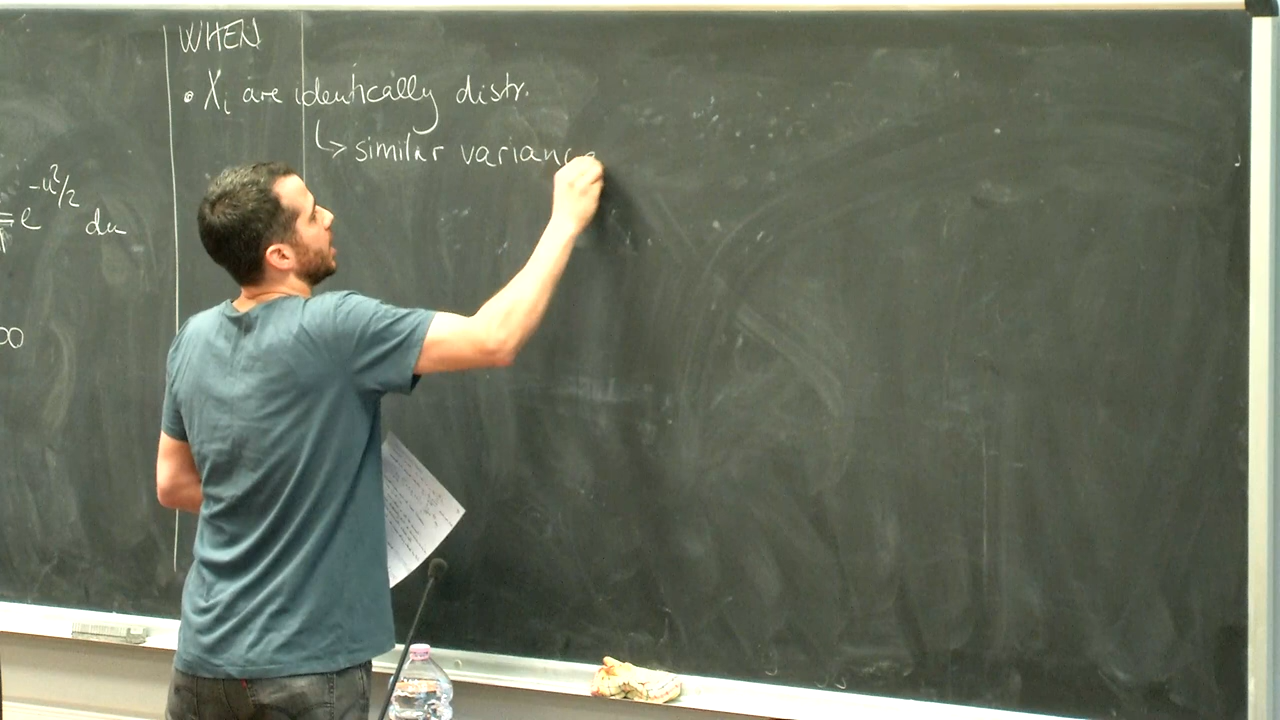 WHEN
• Xᵢ are identically distr.
↳ similar variance
e^{-u²/2} du
∞